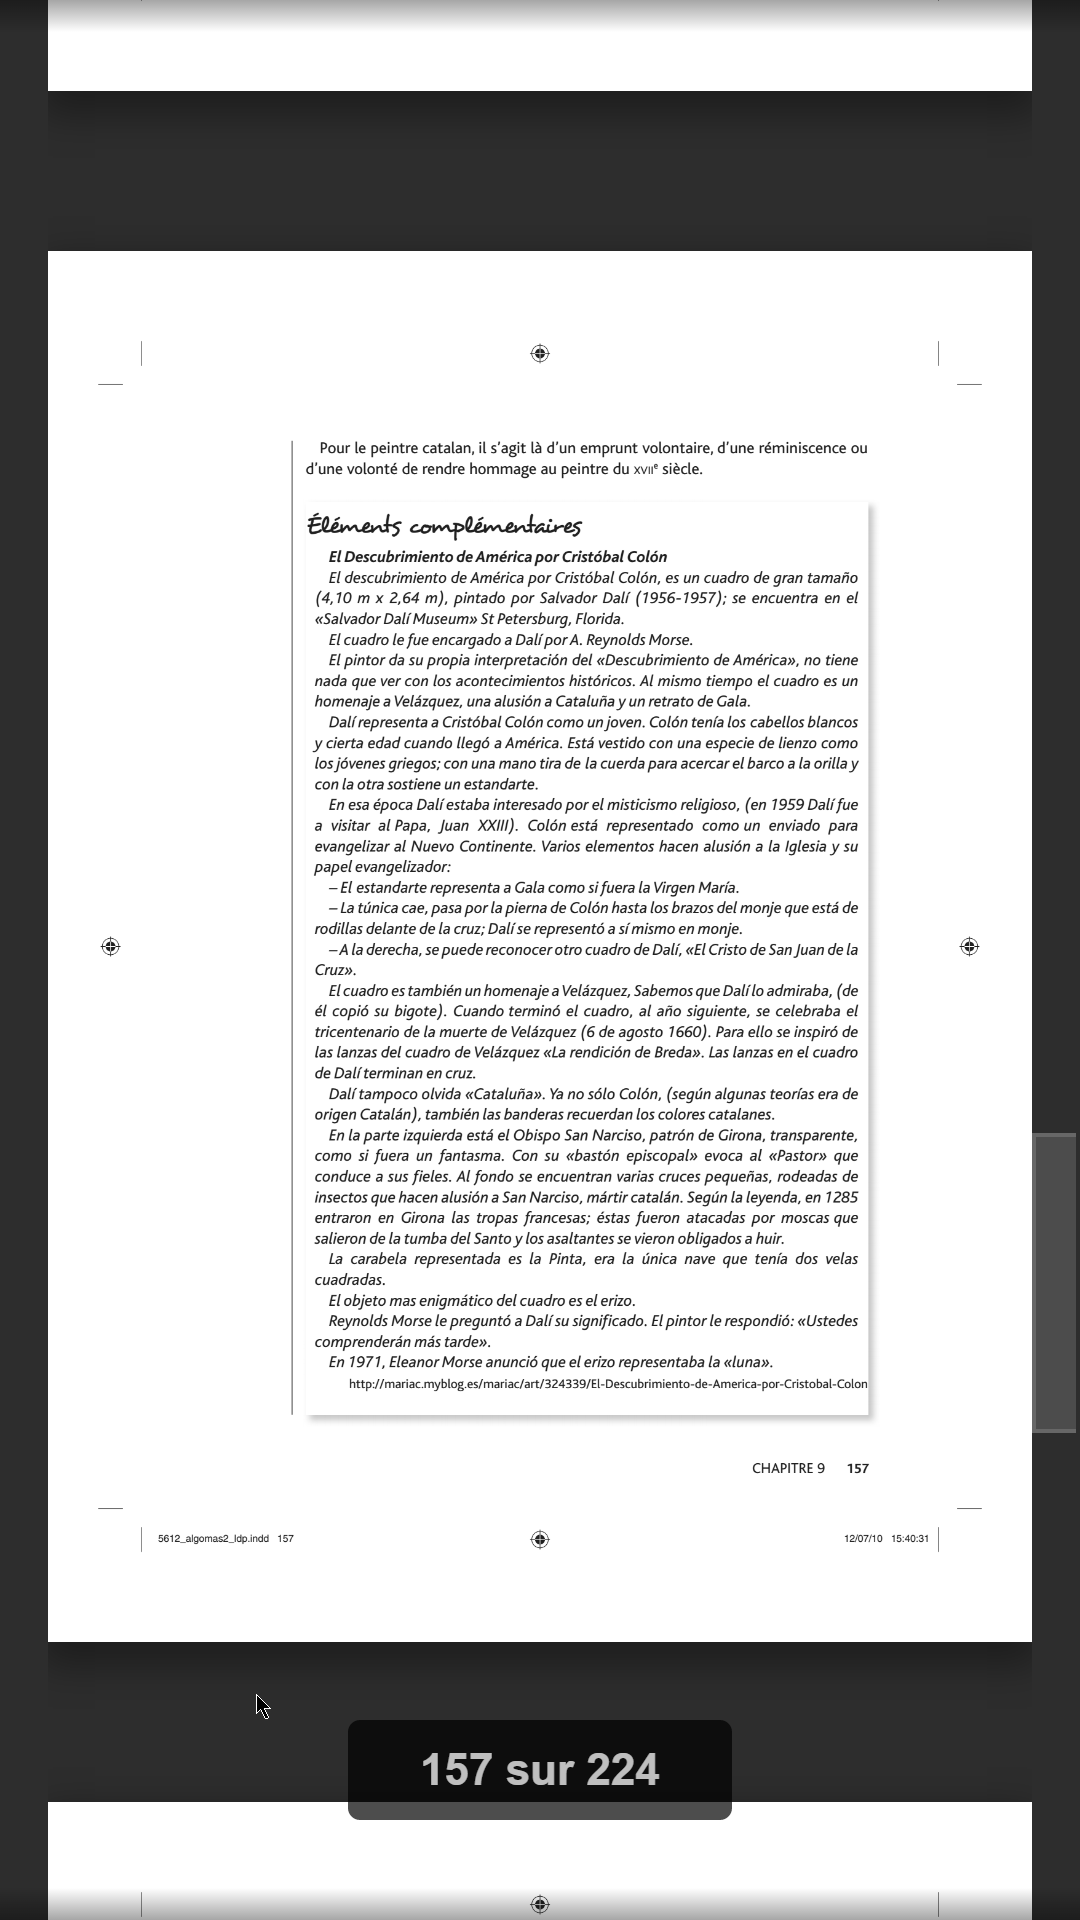 Pour le peintre catalan, il s’agit là d’un emprunt volontaire, d’une réminiscence ou
d’une volonté de rendre hommage au peintre du XVIIe siècle.
Éléments complémentaires
El Descubrimiento de América por Cristóbal Colón
El descubrimiento de América por Cristóbal Colón, es un cuadro de gran tamaño
(4,10 m x 2,64 m), pintado por Salvador Dalí (1956-1957); se encuentra en el
«Salvador Dalí Museum» St Petersburg, Florida.
El cuadro le fue encargado a Dalí por A. Reynolds Morse.
El pintor da su propia interpretación del «Descubrimiento de América», no tiene
nada que ver con los acontecimientos históricos. Al mismo tiempo el cuadro es un
homenaje a Velázquez, una alusión a Cataluña y un retrato de Gala.
Dalí representa a Cristóbal Colón como un joven. Colón tenía los cabellos blancos
y cierta edad cuando llegó a América. Está vestido con una especie de lienzo como
los jóvenes griegos; con una mano tira de la cuerda para acercar el barco a la orilla y
con la otra sostiene un estandarte.
En esa época Dalí estaba interesado por el misticismo religioso, (en 1959 Dalí fue
a visitar al Papa, Juan XXIII). Colón está representado como un enviado para
evangelizar al Nuevo Continente. Varios elementos hacen alusión a la Iglesia y su
papel evangelizador:
– El estandarte representa a Gala como si fuera la Virgen María.
– La túnica cae, pasa por la pierna de Colón hasta los brazos del monje que está de
rodillas delante de la cruz; Dalí se representó a sí mismo en monje.
– A la derecha, se puede reconocer otro cuadro de Dalí, «El Cristo de San Juan de la
Cruz».
El cuadro es también un homenaje a Velázquez, Sabemos que Dalí lo admiraba, (de
él copió su bigote). Cuando terminó el cuadro, al año siguiente, se celebraba el
tricentenario de la muerte de Velázquez (6 de agosto 1660). Para ello se inspiró de
las lanzas del cuadro de Velázquez «La rendición de Breda». Las lanzas en el cuadro
de Dalí terminan en cruz.
Dalí tampoco olvida «Cataluña». Ya no sólo Colón, (según algunas teorías era de
origen Catalán), también las banderas recuerdan los colores catalanes.
En la parte izquierda está el Obispo San Narciso, patrón de Girona, transparente,
como si fuera un fantasma. Con su «bastón episcopal» evoca al «Pastor» que
conduce a sus fieles. Al fondo se encuentran varias cruces pequeñas, rodeadas de
insectos que hacen alusión a San Narciso, mártir catalán. Según la leyenda, en 1285
entraron en Girona las tropas francesas; éstas fueron atacadas por moscas que
salieron de la tumba del Santo y los asaltantes se vieron obligados a huir.
La carabela representada es la Pinta, era la única nave que tenía dos velas
cuadradas.
El objeto mas enigmático del cuadro es el erizo.
Reynolds Morse le preguntó a Dalí su significado. El pintor le respondió: «Ustedes
comprenderán más tarde».
En 1971, Eleanor Morse anunció que el erizo representaba la «luna».
http://mariac.myblog.es/mariac/art/324339/El-Descubrimiento-de-America-por-Cristobal-Colon
CHAPITRE 9 157
5612_algomas2_ldp.indd 157 12/07/10 15:40:31
157 sur 224